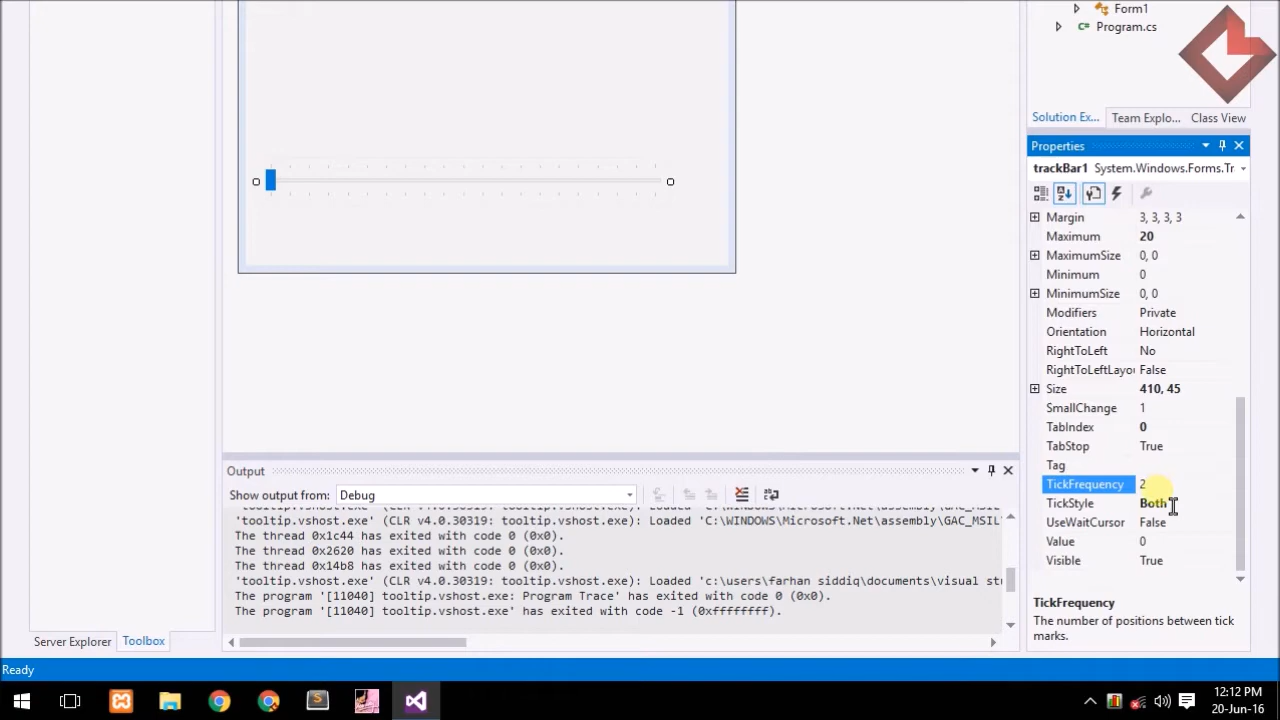 Form1
C# Program.cs
Solution Ex... Team Explo... Class View
Properties
trackBar1 System.Windows.Forms.Tr
Margin 3, 3, 3, 3
Maximum 20
MaximumSize 0, 0
Minimum 0
MinimumSize 0, 0
Modifiers Private
Orientation Horizontal
RightToLeft No
RightToLeftLayou False
Size 410, 45
SmallChange 1
TabIndex 0
TabStop True
Tag
TickFrequency 2
TickStyle Both
UseWaitCursor False
Value 0
Visible True
TickFrequency
The number of positions between tick
marks.
Output
Show output from: Debug
'tooltip.vshost.exe' (CLR v4.0.30319: tooltip.vshost.exe): Loaded 'C:\WINDOWS\Microsoft.Net\assembly\GAC_MSIL
The thread 0x1c44 has exited with code 0 (0x0).
The thread 0x2620 has exited with code 0 (0x0).
The thread 0x14b8 has exited with code 0 (0x0).
'tooltip.vshost.exe' (CLR v4.0.30319: tooltip.vshost.exe): Loaded 'c:\users\farhan siddiq\documents\visual stu
The program '[11040] tooltip.vshost.exe: Program Trace' has exited with code 0 (0x0).
The program '[11040] tooltip.vshost.exe' has exited with code -1 (0xffffffff).
Server Explorer Toolbox
Ready
12:12 PM
20-Jun-16